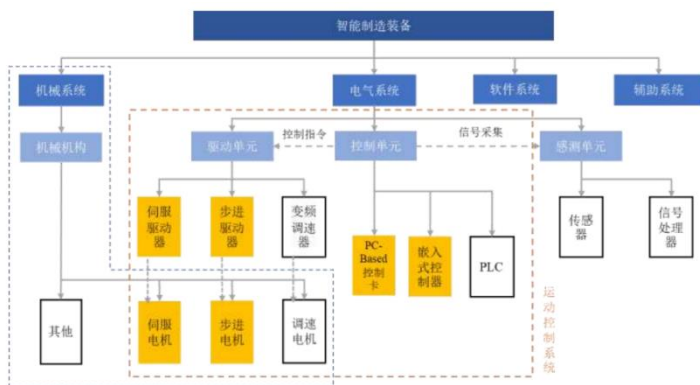 智能制造装备
机械系统
电气系统
软件系统
辅助系统
控制指令
信号采集
机械机构
驱动单元
控制单元
感测单元
伺服
驱动器
步进
驱动器
变频
调速
器
PC-
Based控制
卡
嵌入
式控
制器
PLC
传感
器
信号
处理
器
其他
伺服
电机
步进
电机
调速
电机
运动控制系统